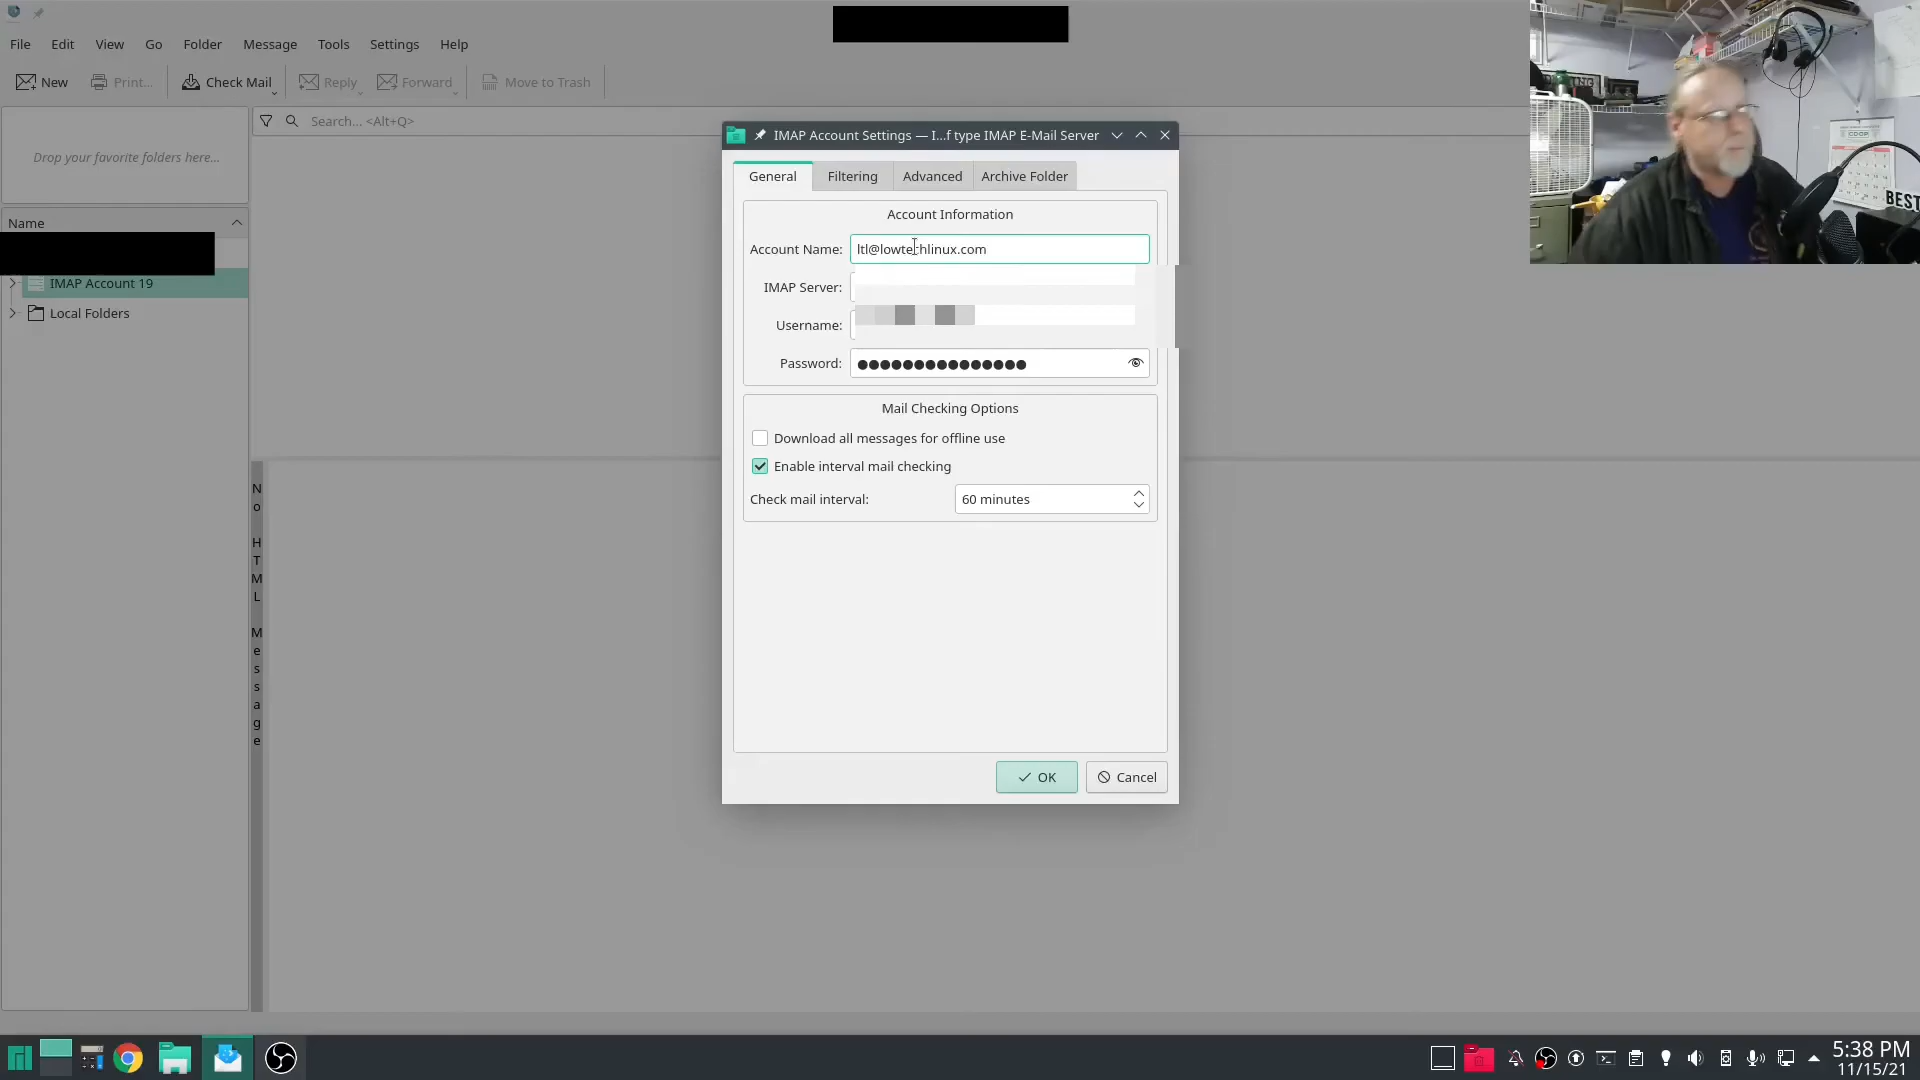 File Edit View Go Folder Message Tools Settings Help
New Print... Check Mail Reply Forward Move to Trash
Drop your favorite folders here...
Search... <Alt+Q>
Name
IMAP Account 19
Local Folders
No HTML Message
IMAP Account Settings — I...f type IMAP E-Mail Server
General Filtering Advanced Archive Folder
Account Information
Account Name: ltl@lowtechlinux.com
IMAP Server:
Username:
Password: ●●●●●●●●●●●●●●●
Mail Checking Options
Download all messages for offline use
Enable interval mail checking
Check mail interval: 60 minutes
OK Cancel
COOP
BEST
5:38 PM
11/15/21